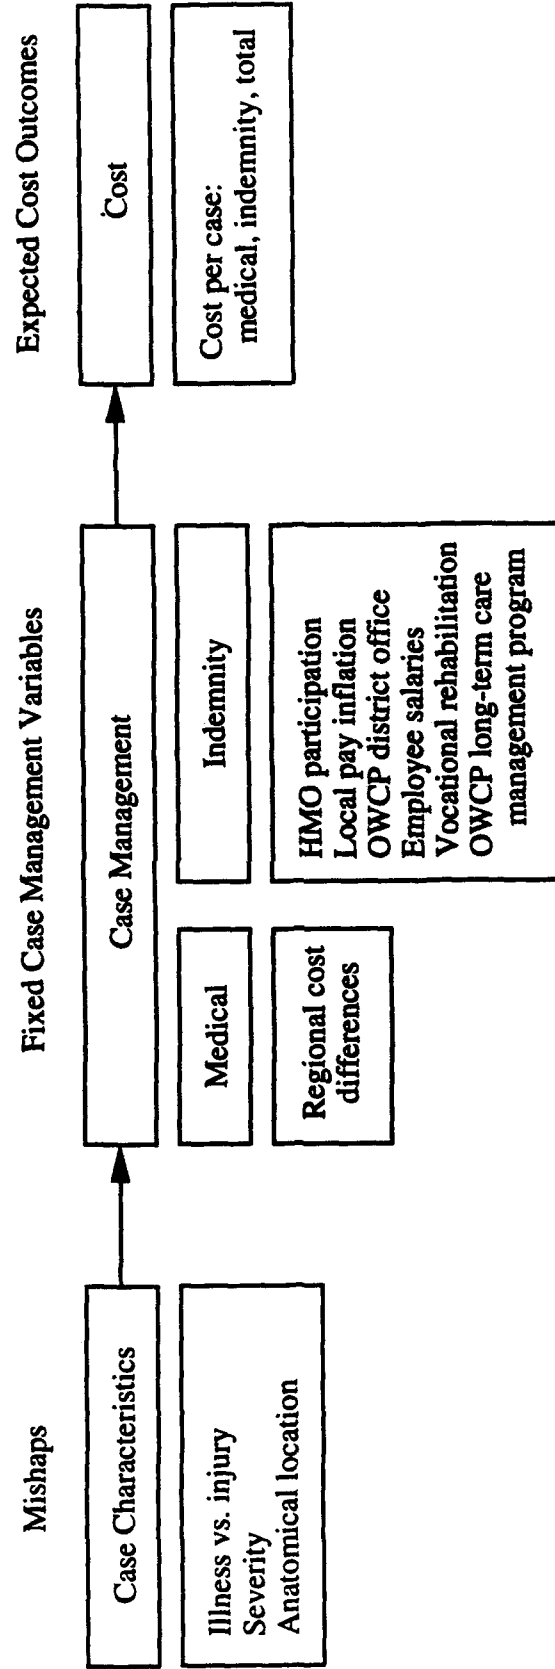 Mishaps
Case Characteristics
Illness vs. injury
Severity
Anatomical location
Fixed Case Management Variables
Case Management
Medical
Regional cost
differences
Indemnity
HMO participation
Local pay inflation
OWCP district office
Employee salaries
Vocational rehabilitation
OWCP long-term care
management program
Expected Cost Outcomes
Cost
Cost per case:
medical, indemnity, total